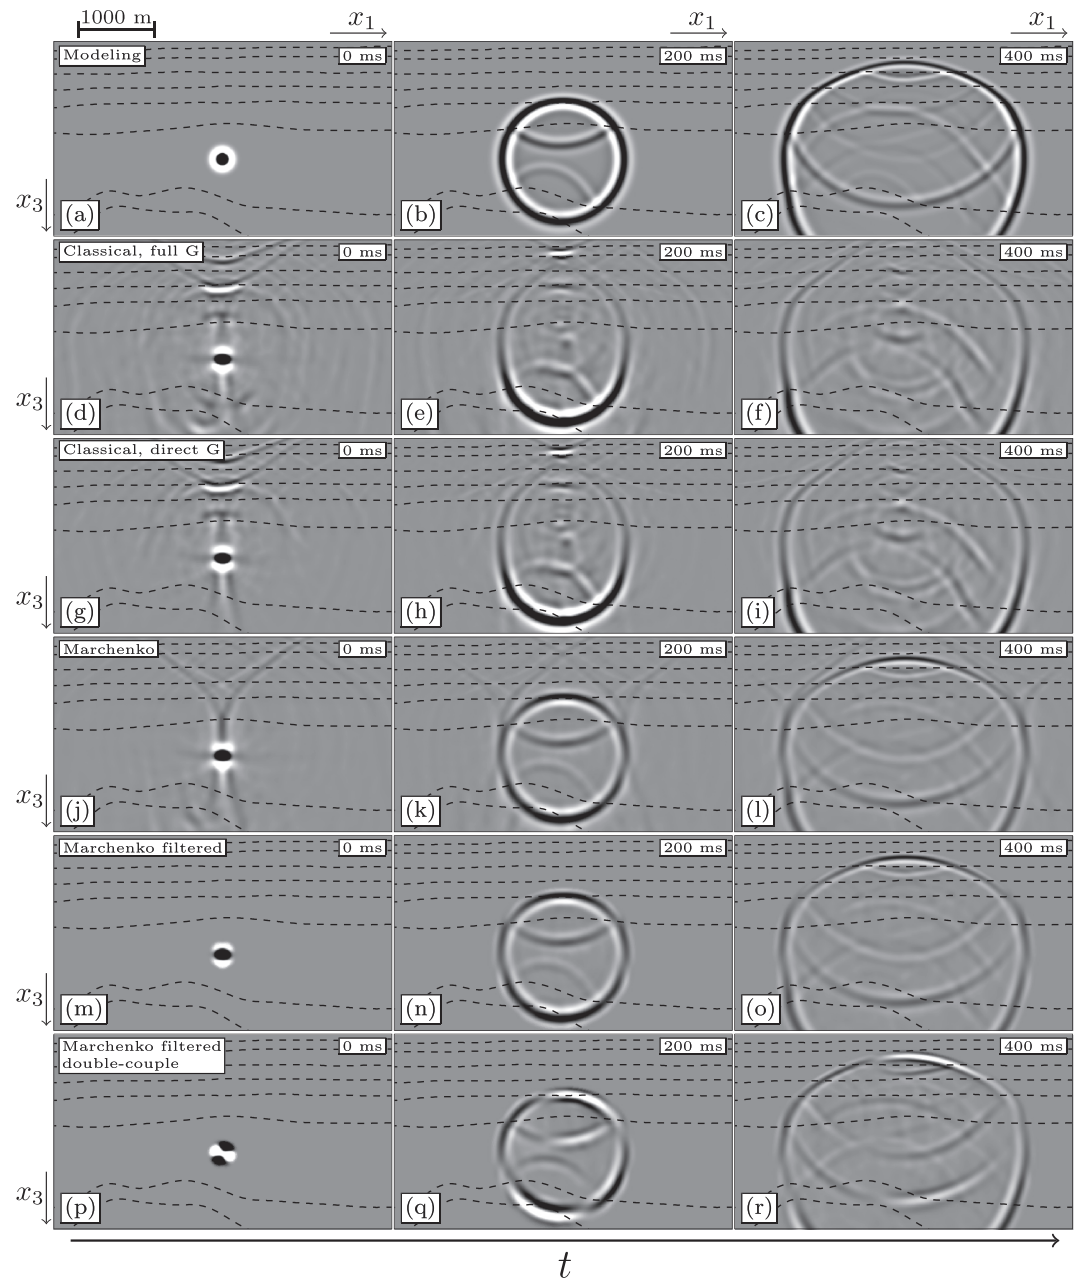 1000 m
x₁ x₁ x₁
Modeling 0 ms 200 ms 400 ms
x₃ (a) (b) (c)
Classical, full G 0 ms 200 ms 400 ms
x₃ (d) (e) (f)
Classical, direct G 0 ms 200 ms 400 ms
x₃ (g) (h) (i)
Marchenko 0 ms 200 ms 400 ms
x₃ (j) (k) (l)
Marchenko filtered 0 ms 200 ms 400 ms
x₃ (m) (n) (o)
Marchenko filtered 0 ms 200 ms 400 ms
double-couple
x₃ (p) (q) (r)
t